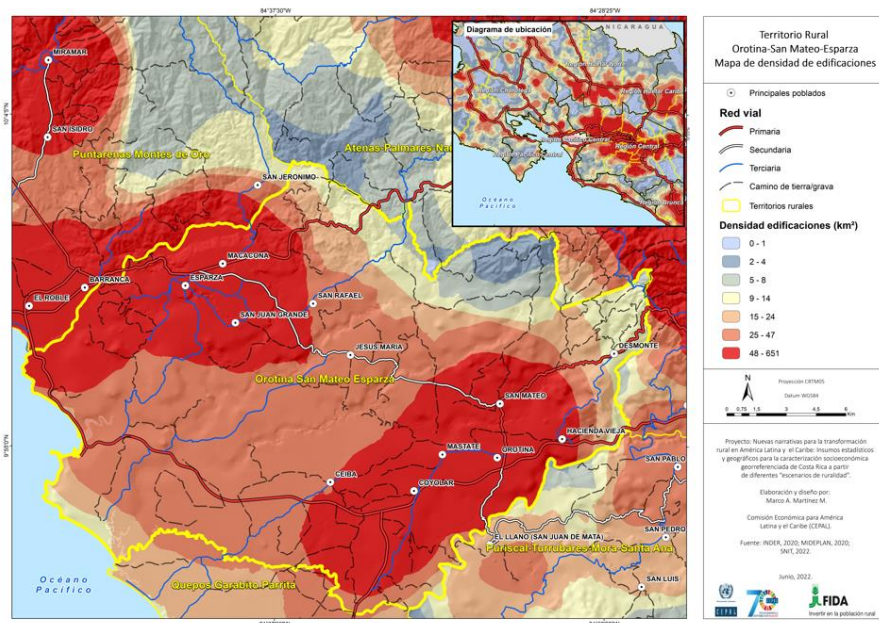 84°37'30"W
84°28'25"W
Diagrama de ubicación
NICARAGUA
Región Central
Océano
Pacífico
MIRAMAR
SAN ISIDRO
Puntarenas Montes de Oro
Atenas-Palmares-Na
SAN JERONIMO
MACACONA
BARRANCA
ESPARZA
EL ROBLE
SAN RAFAEL
SAN JUAN GRANDE
JESUS MARIA
DESMONTE
Orotina San Mateo Esparza
SAN MATEO
HACIENDA VIEJA
MASTATE
OROTINA
SAN PABLO
CEIBA
COYOLAR
EL LLANO (SAN JUAN DE MATA)
SAN PEDRO
Puriscal-Turrubares-Mora-Santa Ana
Quepos Garabito Parrita
SAN LUIS
Océano
Pacífico
Territorio Rural
Orotina-San Mateo-Esparza
Mapa de densidad de edificaciones
Principales poblados
Red vial
Primaria
Secundaria
Terciaria
Camino de tierra/grava
Territorios rurales
Densidad edificaciones (km²)
0 - 1
2 - 4
5 - 8
9 - 14
15 - 24
25 - 47
48 - 651
N
Proyección CRTM05
Datum WGS84
0 0.75 1.5 3 4.5 6
Km
Proyecto: Nuevas narrativas para la transformación
rural en América Latina y el Caribe: Insumos estadísticos
y geográficos para la caracterización socioeconómica
georreferenciada de Costa Rica a partir
de diferentes "escenarios de ruralidad".
Elaboración y diseño por:
Marco A. Martínez M.
Comisión Económica para América
Latina y el Caribe (CEPAL).
Fuente: INDER, 2020; MIDEPLAN, 2020;
SNIT, 2022.
Junio, 2022.
CEPAL
70
FIDA
Invertir en la población rural